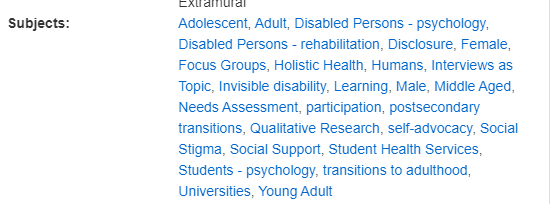 Extramural
Subjects: Adolescent, Adult, Disabled Persons - psychology,
Disabled Persons - rehabilitation, Disclosure, Female,
Focus Groups, Holistic Health, Humans, Interviews as
Topic, Invisible disability, Learning, Male, Middle Aged,
Needs Assessment, participation, postsecondary
transitions, Qualitative Research, self-advocacy, Social
Stigma, Social Support, Student Health Services,
Students - psychology, transitions to adulthood,
Universities, Young Adult